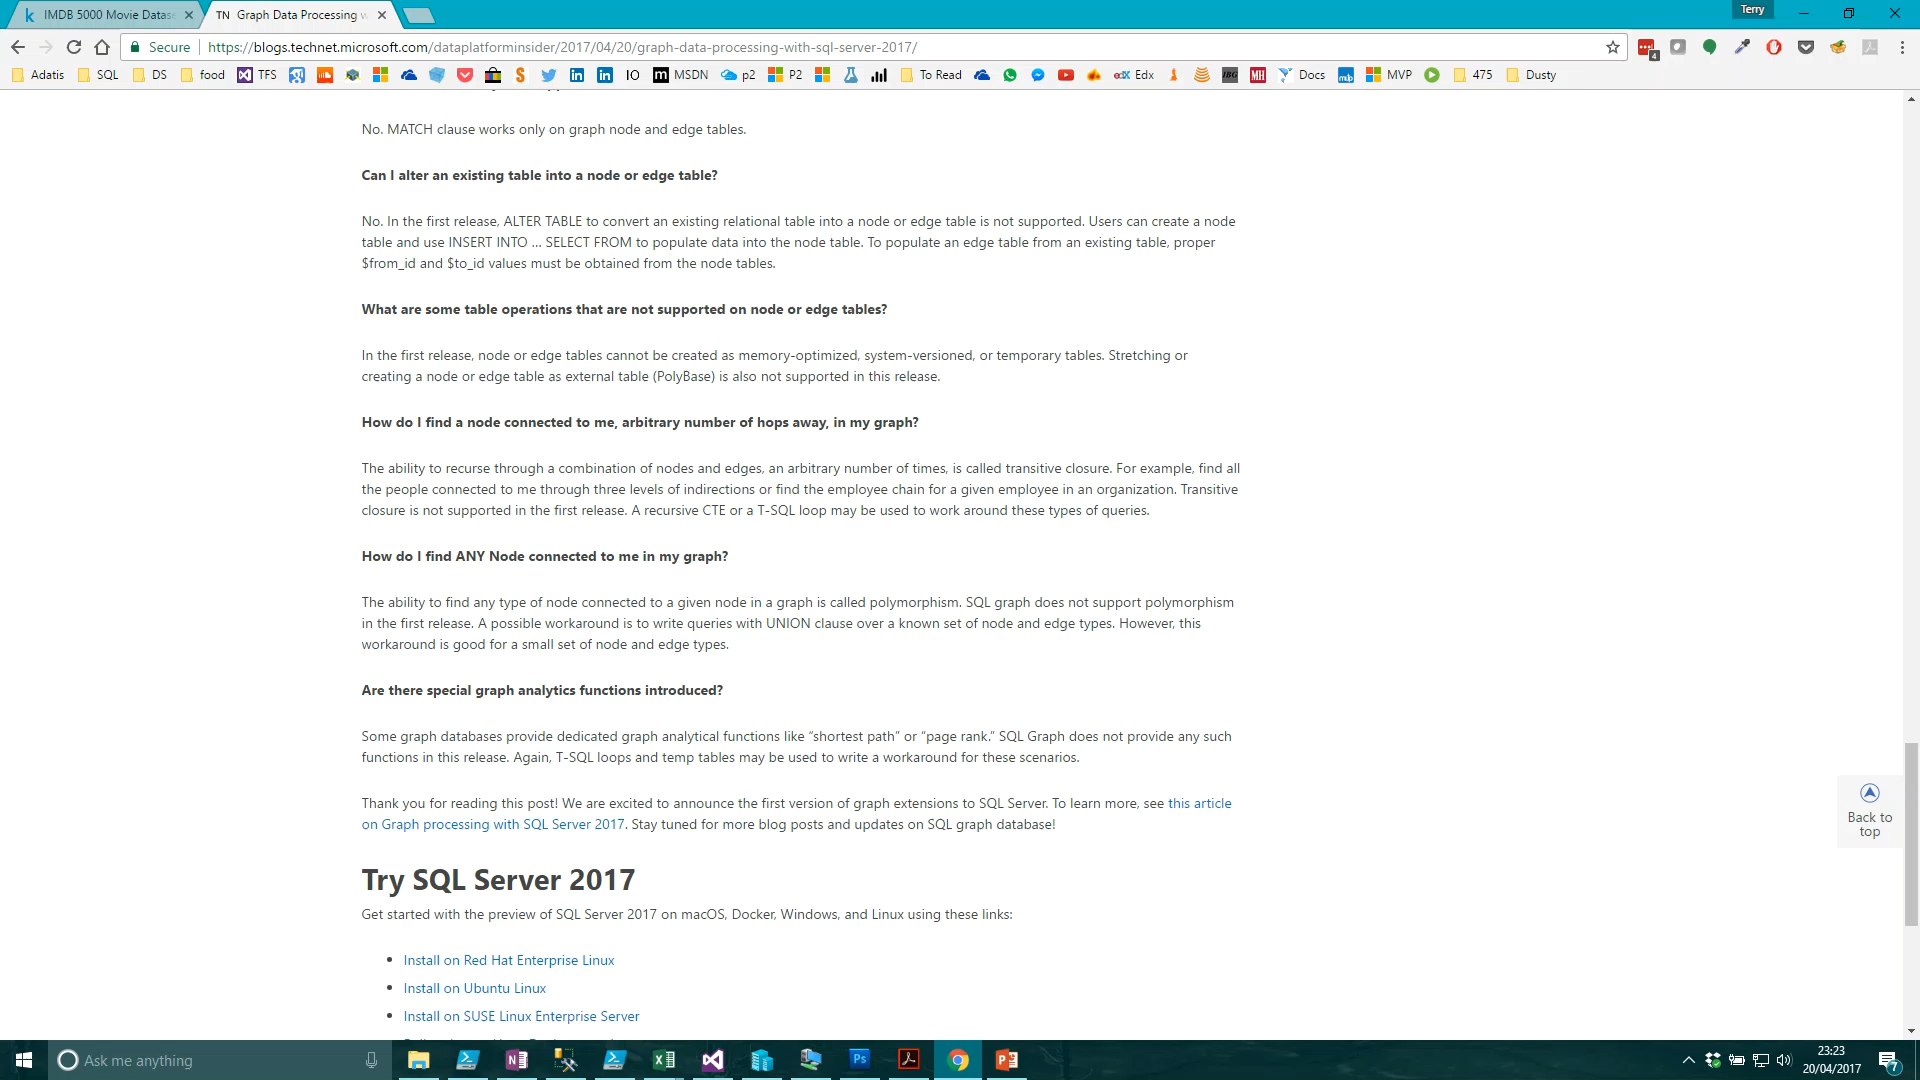 IMDB 5000 Movie Datase
TN Graph Data Processing w
Terry
Secure
https://blogs.technet.microsoft.com/dataplatforminsider/2017/04/20/graph-data-processing-with-sql-server-2017/
4
Adatis SQL DS food TFS IO m MSDN p2 P2 To Read edX Edx IBG MH Docs MVP 475 Dusty
No. MATCH clause works only on graph node and edge tables.
Can I alter an existing table into a node or edge table?
No. In the first release, ALTER TABLE to convert an existing relational table into a node or edge table is not supported. Users can create a node
table and use INSERT INTO … SELECT FROM to populate data into the node table. To populate an edge table from an existing table, proper
$from_id and $to_id values must be obtained from the node tables.
What are some table operations that are not supported on node or edge tables?
In the first release, node or edge tables cannot be created as memory-optimized, system-versioned, or temporary tables. Stretching or
creating a node or edge table as external table (PolyBase) is also not supported in this release.
How do I find a node connected to me, arbitrary number of hops away, in my graph?
The ability to recurse through a combination of nodes and edges, an arbitrary number of times, is called transitive closure. For example, find all
the people connected to me through three levels of indirections or find the employee chain for a given employee in an organization. Transitive
closure is not supported in the first release. A recursive CTE or a T-SQL loop may be used to work around these types of queries.
How do I find ANY Node connected to me in my graph?
The ability to find any type of node connected to a given node in a graph is called polymorphism. SQL graph does not support polymorphism
in the first release. A possible workaround is to write queries with UNION clause over a known set of node and edge types. However, this
workaround is good for a small set of node and edge types.
Are there special graph analytics functions introduced?
Some graph databases provide dedicated graph analytical functions like “shortest path” or “page rank.” SQL Graph does not provide any such
functions in this release. Again, T-SQL loops and temp tables may be used to write a workaround for these scenarios.
Thank you for reading this post! We are excited to announce the first version of graph extensions to SQL Server. To learn more, see this article
on Graph processing with SQL Server 2017. Stay tuned for more blog posts and updates on SQL graph database!
Back to
top
Try SQL Server 2017
Get started with the preview of SQL Server 2017 on macOS, Docker, Windows, and Linux using these links:
Install on Red Hat Enterprise Linux
Install on Ubuntu Linux
Install on SUSE Linux Enterprise Server
Ask me anything
Ps
23:23
20/04/2017
7